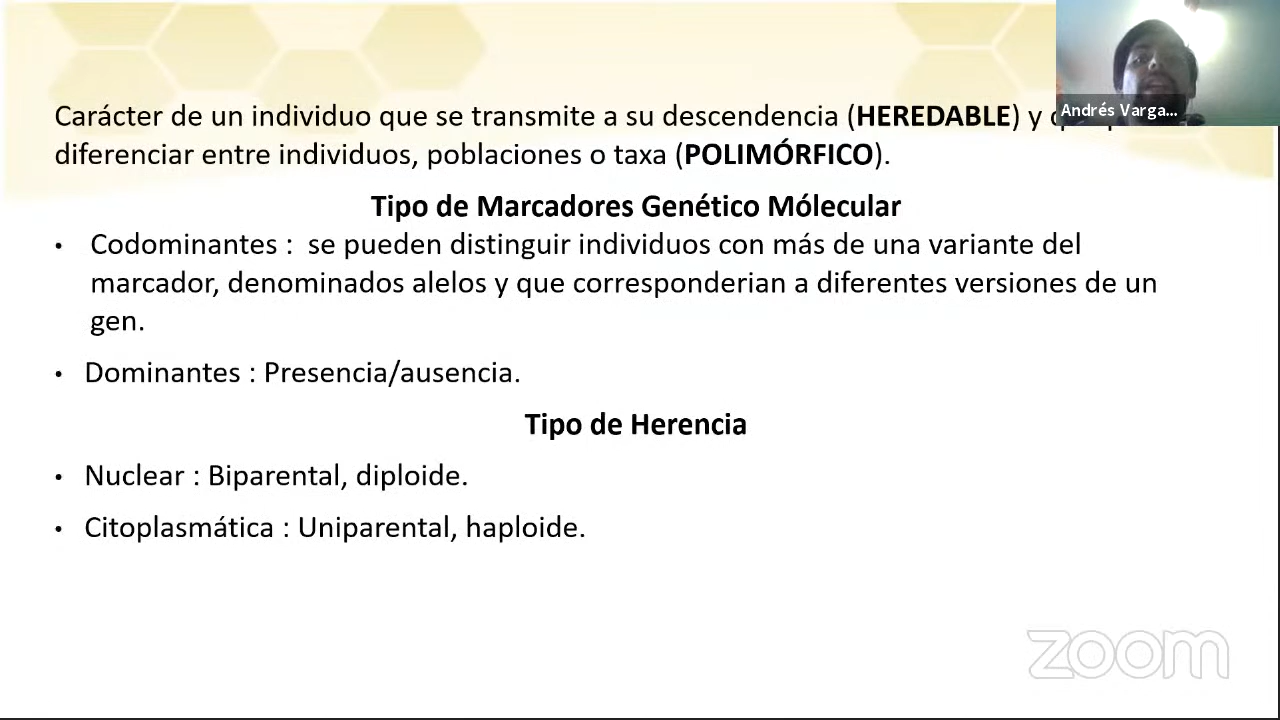 Carácter de un individuo que se transmite a su descendencia (HEREDABLE) y
diferenciar entre individuos, poblaciones o taxa (POLIMÓRFICO).
Tipo de Marcadores Genético Mólecular
• Codominantes : se pueden distinguir individuos con más de una variante del
marcador, denominados alelos y que corresponderian a diferentes versiones de un
gen.
• Dominantes : Presencia/ausencia.
Tipo de Herencia
• Nuclear : Biparental, diploide.
• Citoplasmática : Uniparental, haploide.
Andrés Varga...
zoom